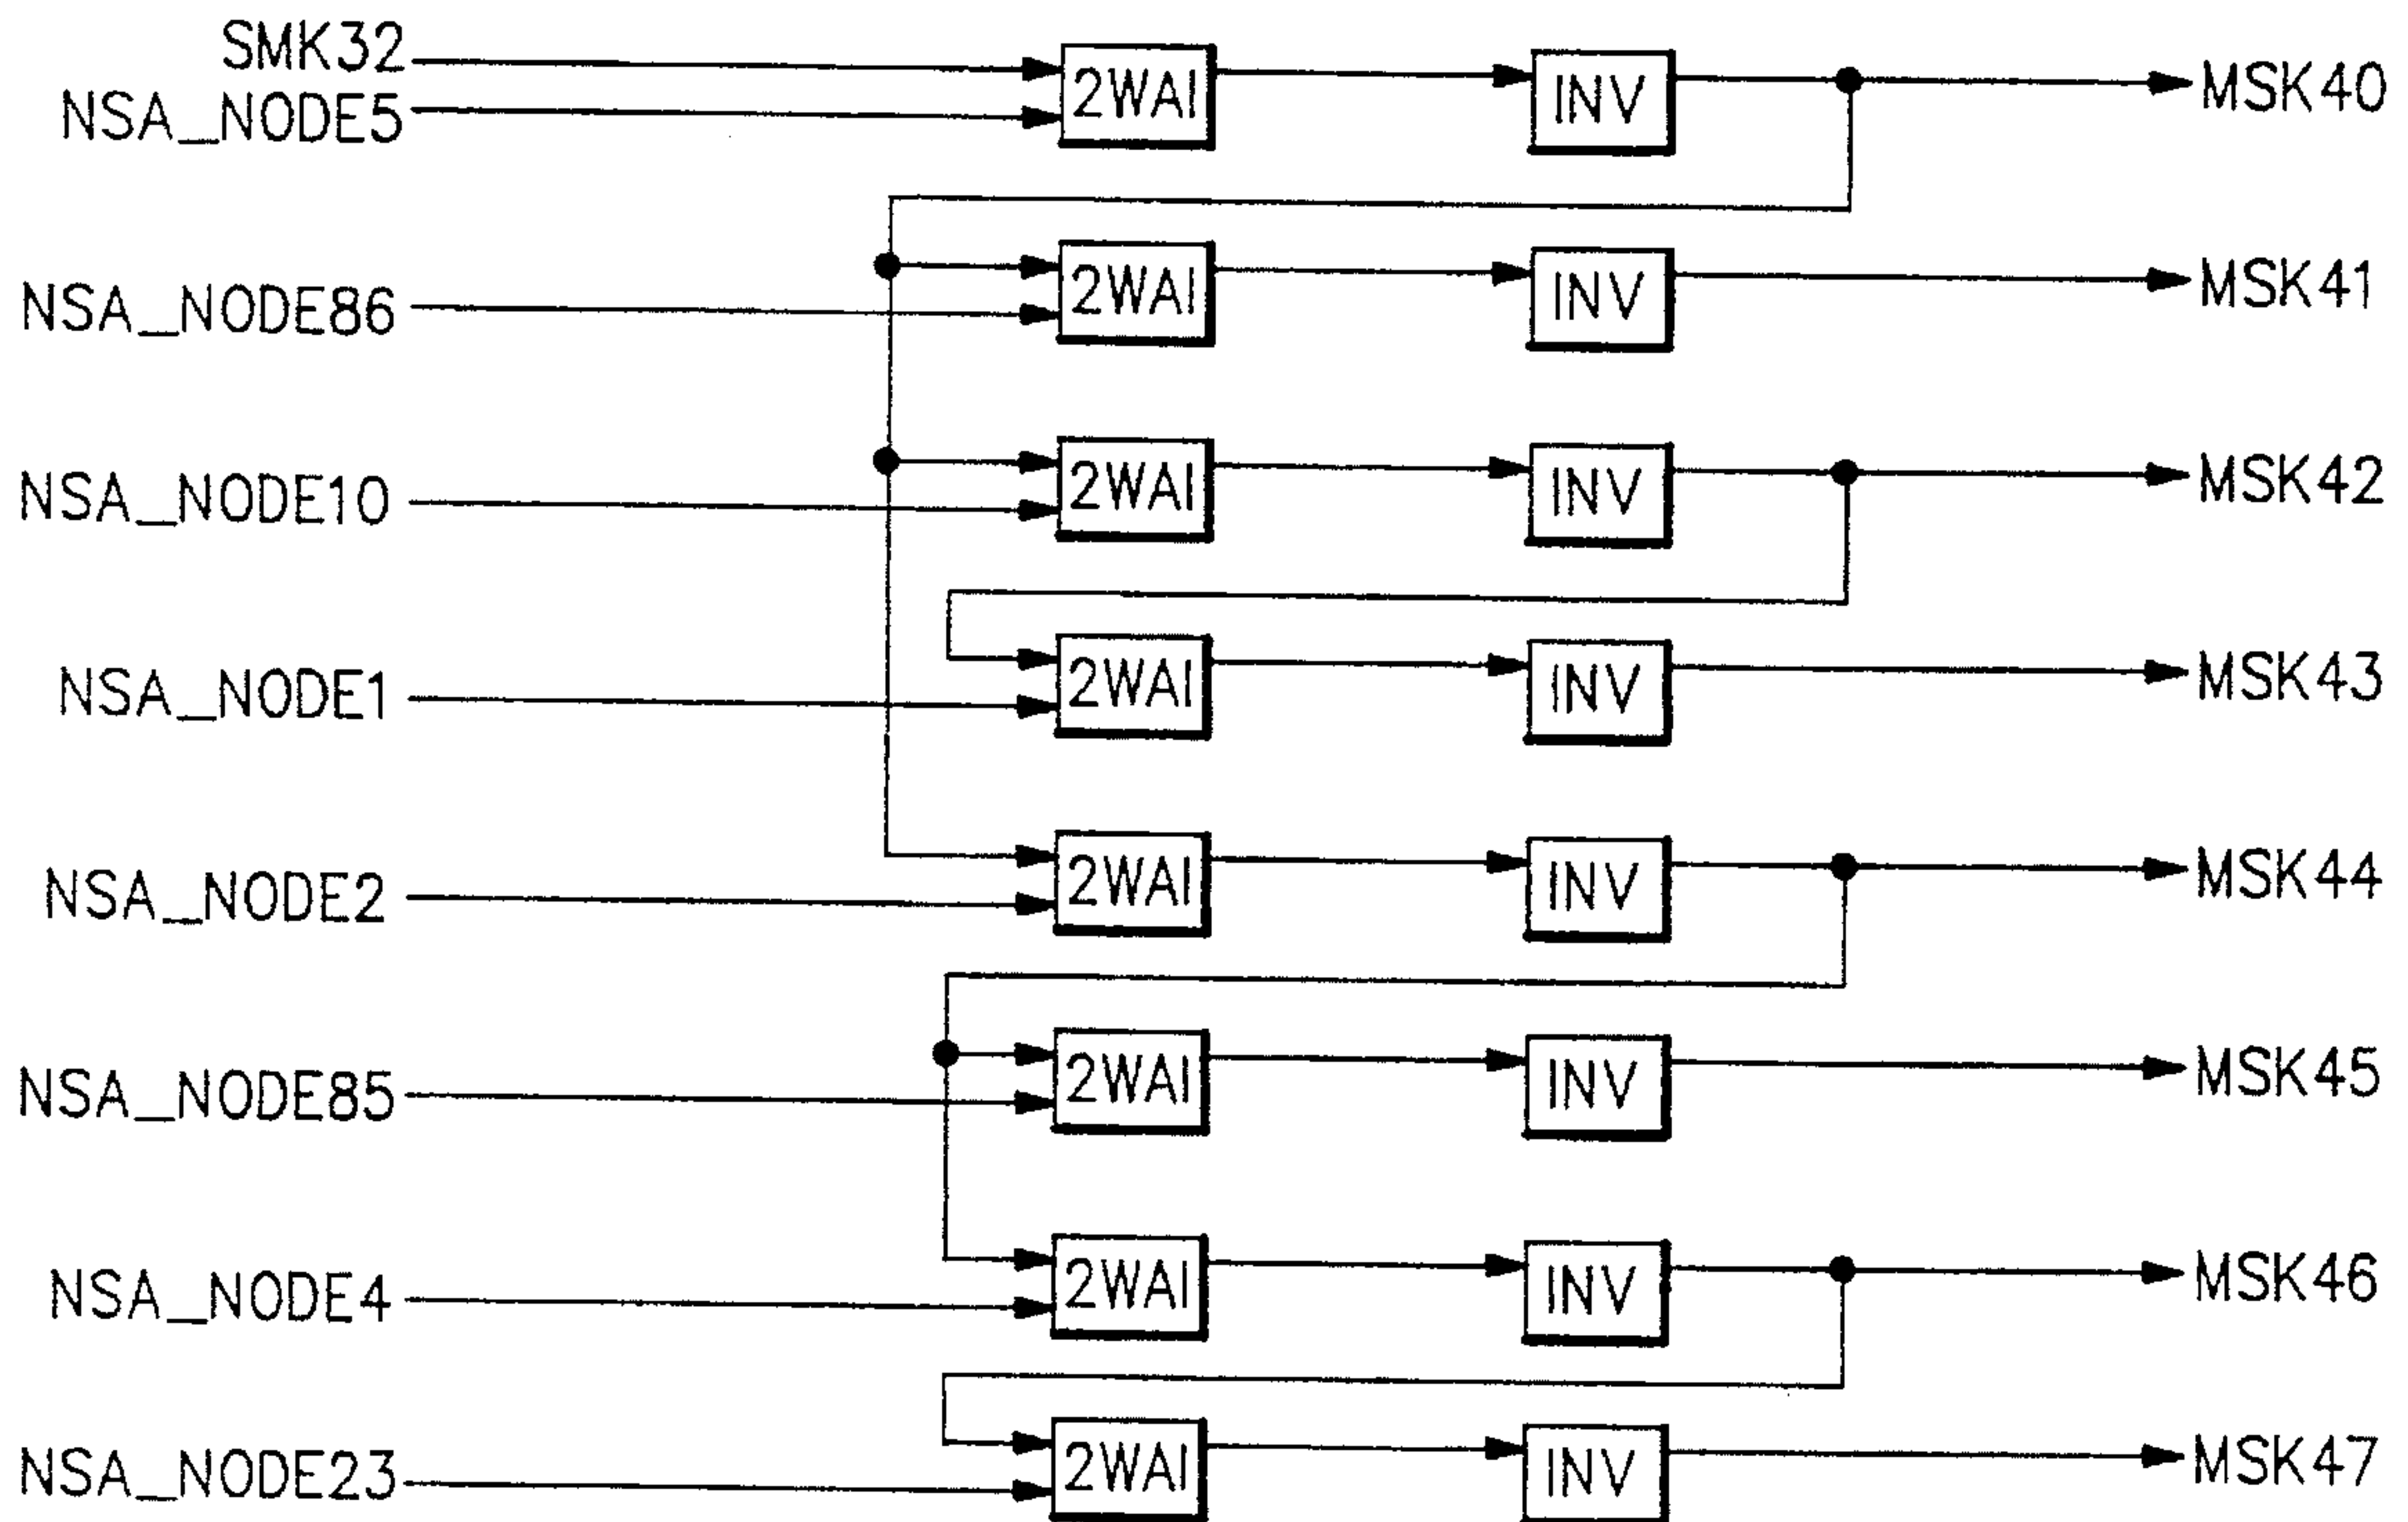 SMK32
NSA_NODE5 2WAI INV MSK40
NSA_NODE86 2WAI INV MSK41
NSA_NODE10 2WAI INV MSK42
NSA_NODE1 2WAI INV MSK43
NSA_NODE2 2WAI INV MSK44
NSA_NODE85 2WAI INV MSK45
NSA_NODE4 2WAI INV MSK46
NSA_NODE23 2WAI INV MSK47